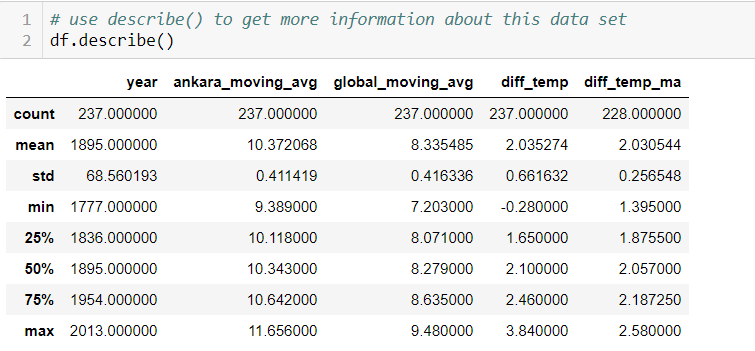 1 # use describe() to get more information about this data set
2 df.describe()
year ankara_moving_avg global_moving_avg diff_temp diff_temp_ma
count 237.000000 237.000000 237.000000 237.000000 228.000000
mean 1895.000000 10.372068 8.335485 2.035274 2.030544
std 68.560193 0.411419 0.416336 0.661632 0.256548
min 1777.000000 9.389000 7.203000 -0.280000 1.395000
25% 1836.000000 10.118000 8.071000 1.650000 1.875500
50% 1895.000000 10.343000 8.279000 2.100000 2.057000
75% 1954.000000 10.642000 8.635000 2.460000 2.187250
max 2013.000000 11.656000 9.480000 3.840000 2.580000